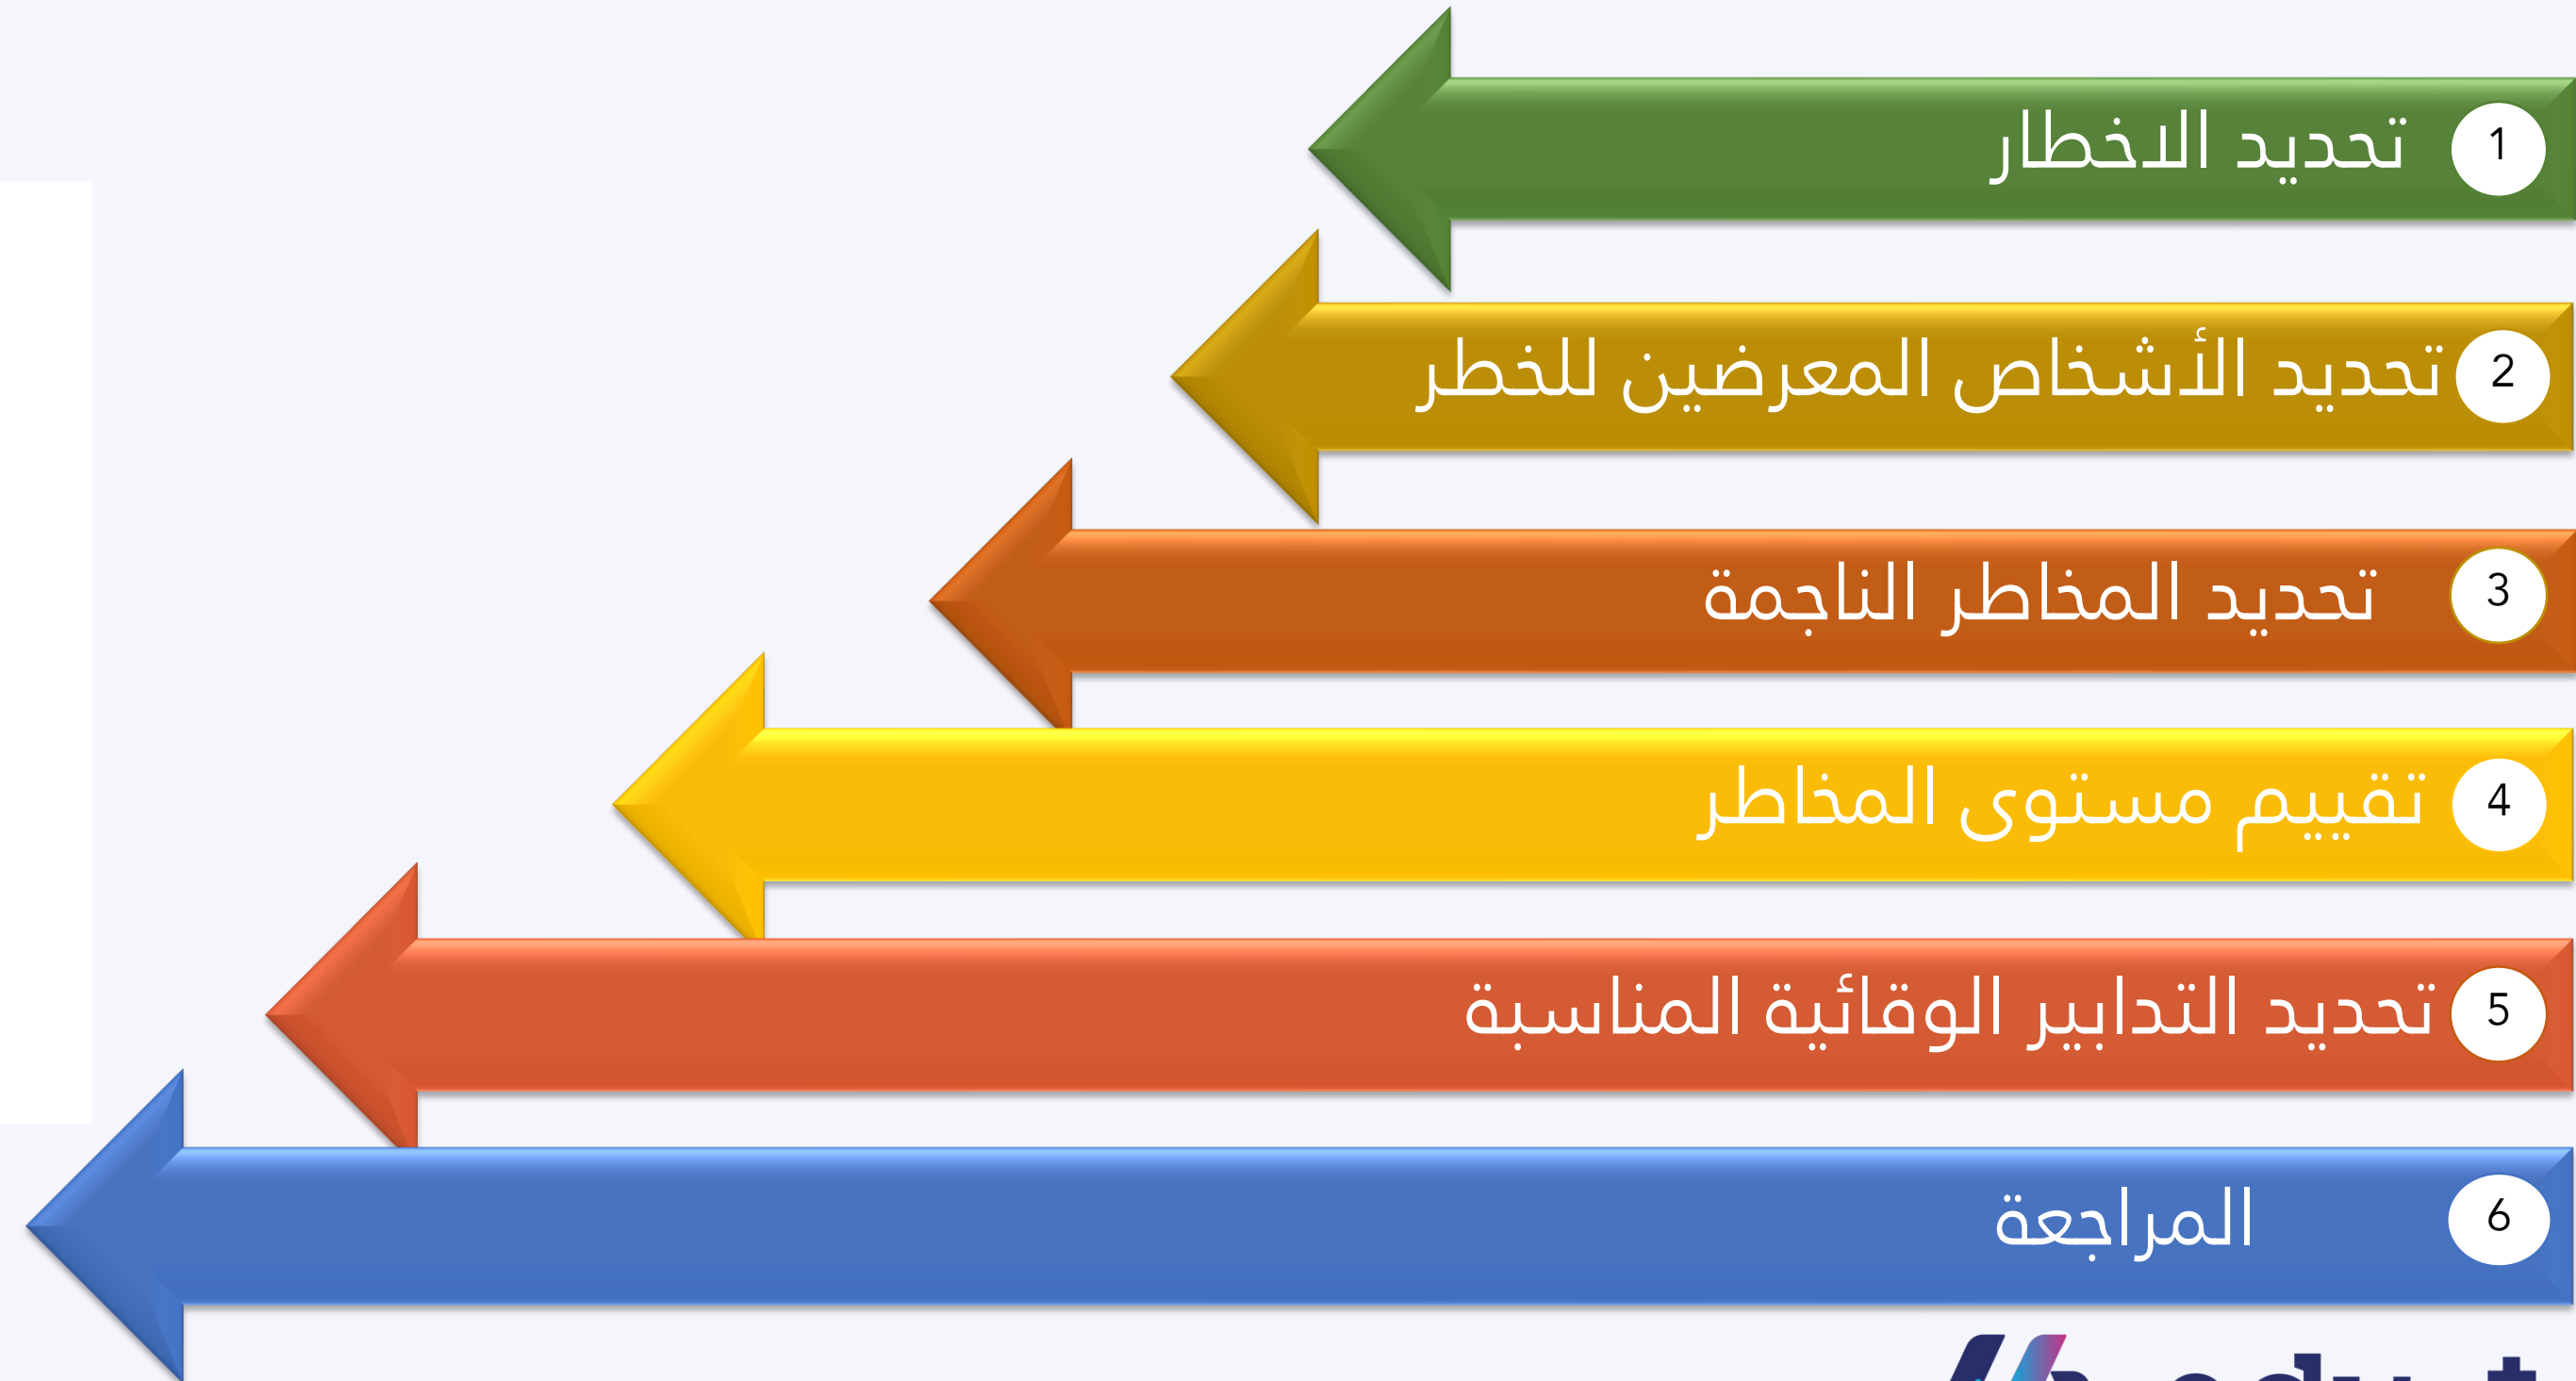 1 تحديد الاخطار
2 تحديد الأشخاص المعرضين للخطر
3 تحديد المخاطر الناجمة
4 تقييم مستوى المخاطر
5 تحديد التدابير الوقائية المناسبة
6 المراجعة